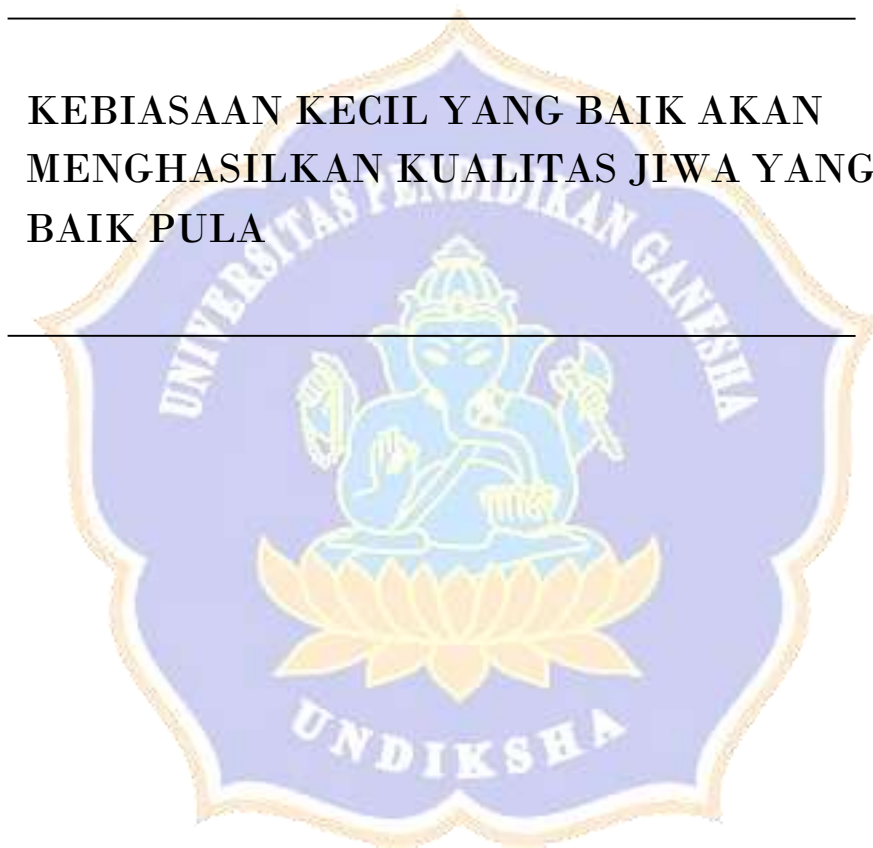 KEBIASAAN KECIL YANG BAIK AKAN
MENGHASILKAN KUALITAS JIWA YANG
BAIK PULA
UNIVERSITAS PENDIDIKAN GANESHA
UNDIKSHA